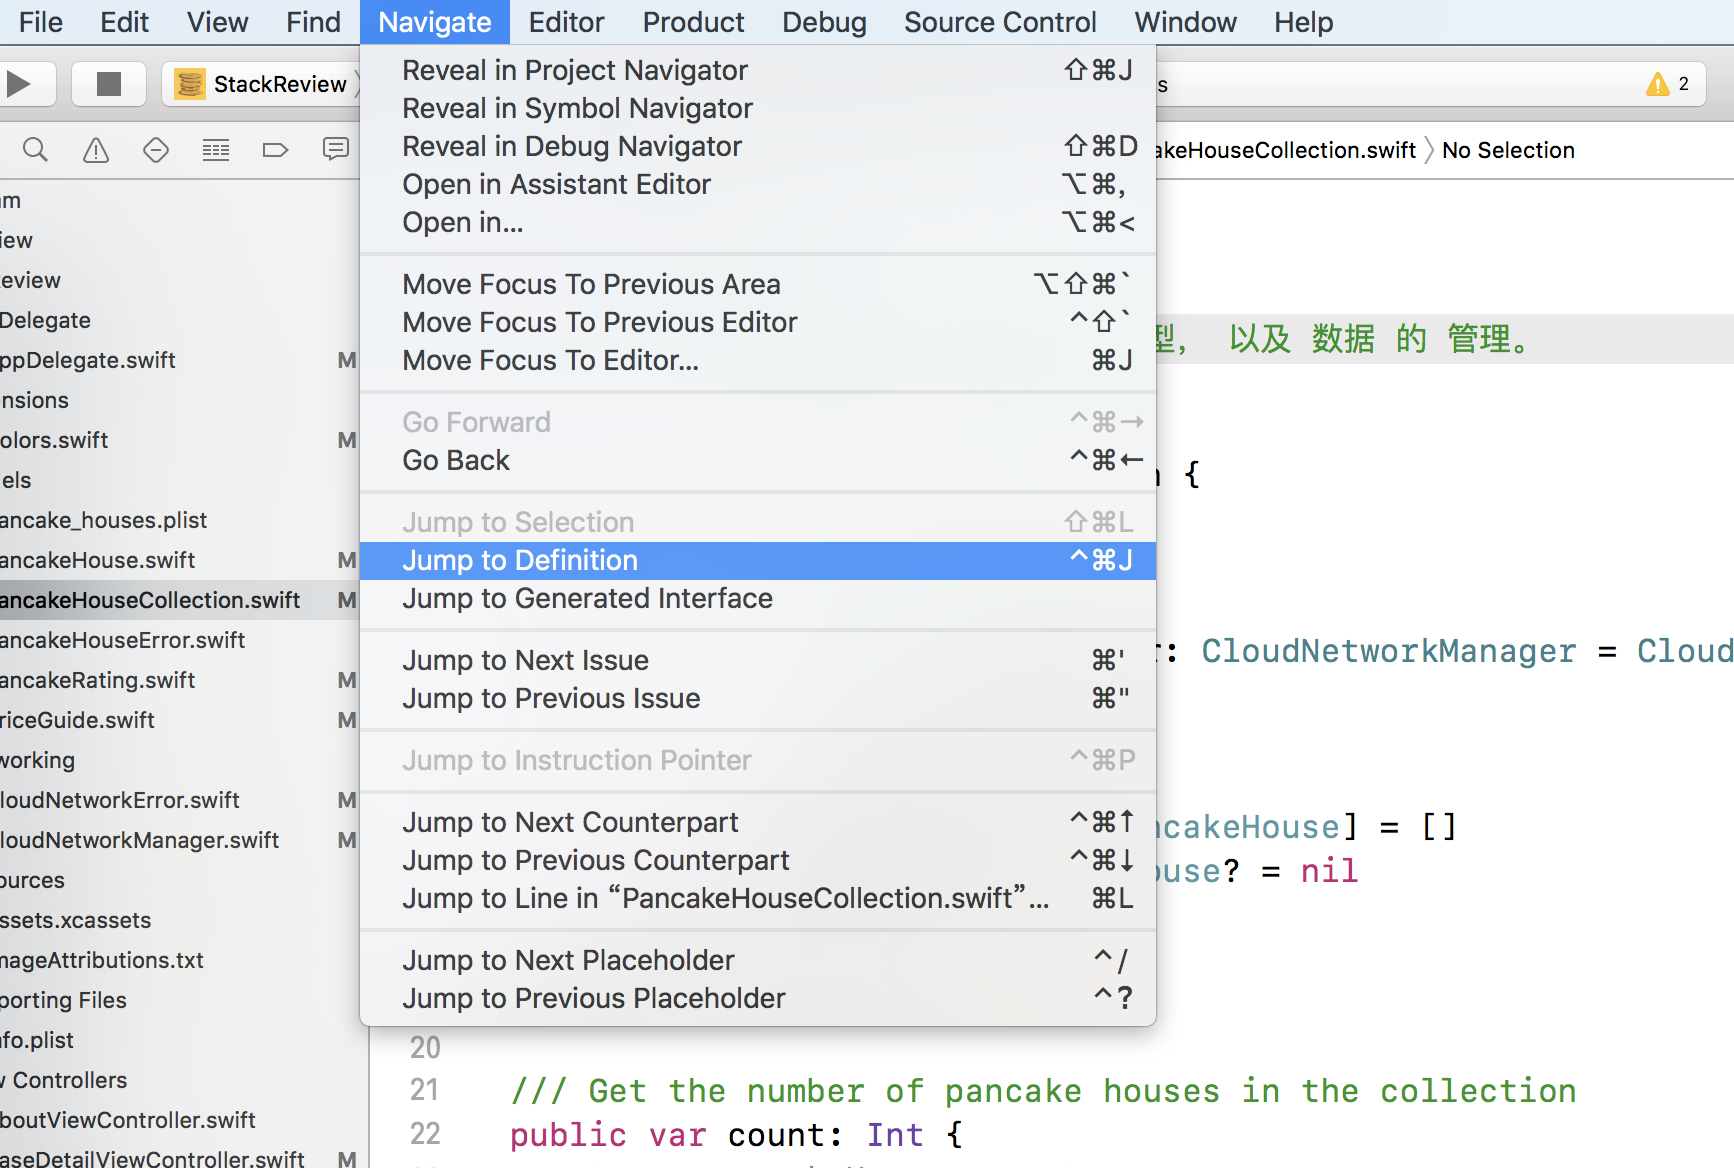 File Edit View Find Navigate Editor Product Debug Source Control Window Help
StackReview
s
2
Reveal in Project Navigator ⇧⌘J
Reveal in Symbol Navigator
Reveal in Debug Navigator ⇧⌘D
Open in Assistant Editor ⌥⌘,
Open in... ⌥⌘<
Move Focus To Previous Area ⌥⇧⌘`
Move Focus To Previous Editor ^⇧`
Move Focus To Editor... ⌘J
Go Forward ^⌘→
Go Back ^⌘←
Jump to Selection ⇧⌘L
Jump to Definition ^⌘J
Jump to Generated Interface
Jump to Next Issue ⌘'
Jump to Previous Issue ⌘"
Jump to Instruction Pointer ^⌘P
Jump to Next Counterpart ^⌘↑
Jump to Previous Counterpart ^⌘↓
Jump to Line in “PancakeHouseCollection.swift”... ⌘L
Jump to Next Placeholder ^/
Jump to Previous Placeholder ^?
am
iew
eview
Delegate
ppDelegate.swift M
nsions
olors.swift M
els
ancake_houses.plist
ancakeHouse.swift M
ancakeHouseCollection.swift M
ancakeHouseError.swift
ancakeRating.swift M
riceGuide.swift M
working
loudNetworkError.swift M
loudNetworkManager.swift M
ources
ssets.xcassets
mageAttributions.txt
porting Files
nfo.plist
w Controllers
boutViewController.swift
aseDetailViewController.swift M
akeHouseCollection.swift 〉 No Selection
型， 以及 数据 的 管理。
n {
r: CloudNetworkManager = Cloud
ncakeHouse] = []
ouse? = nil
20
21 /// Get the number of pancake houses in the collection
22 public var count: Int {